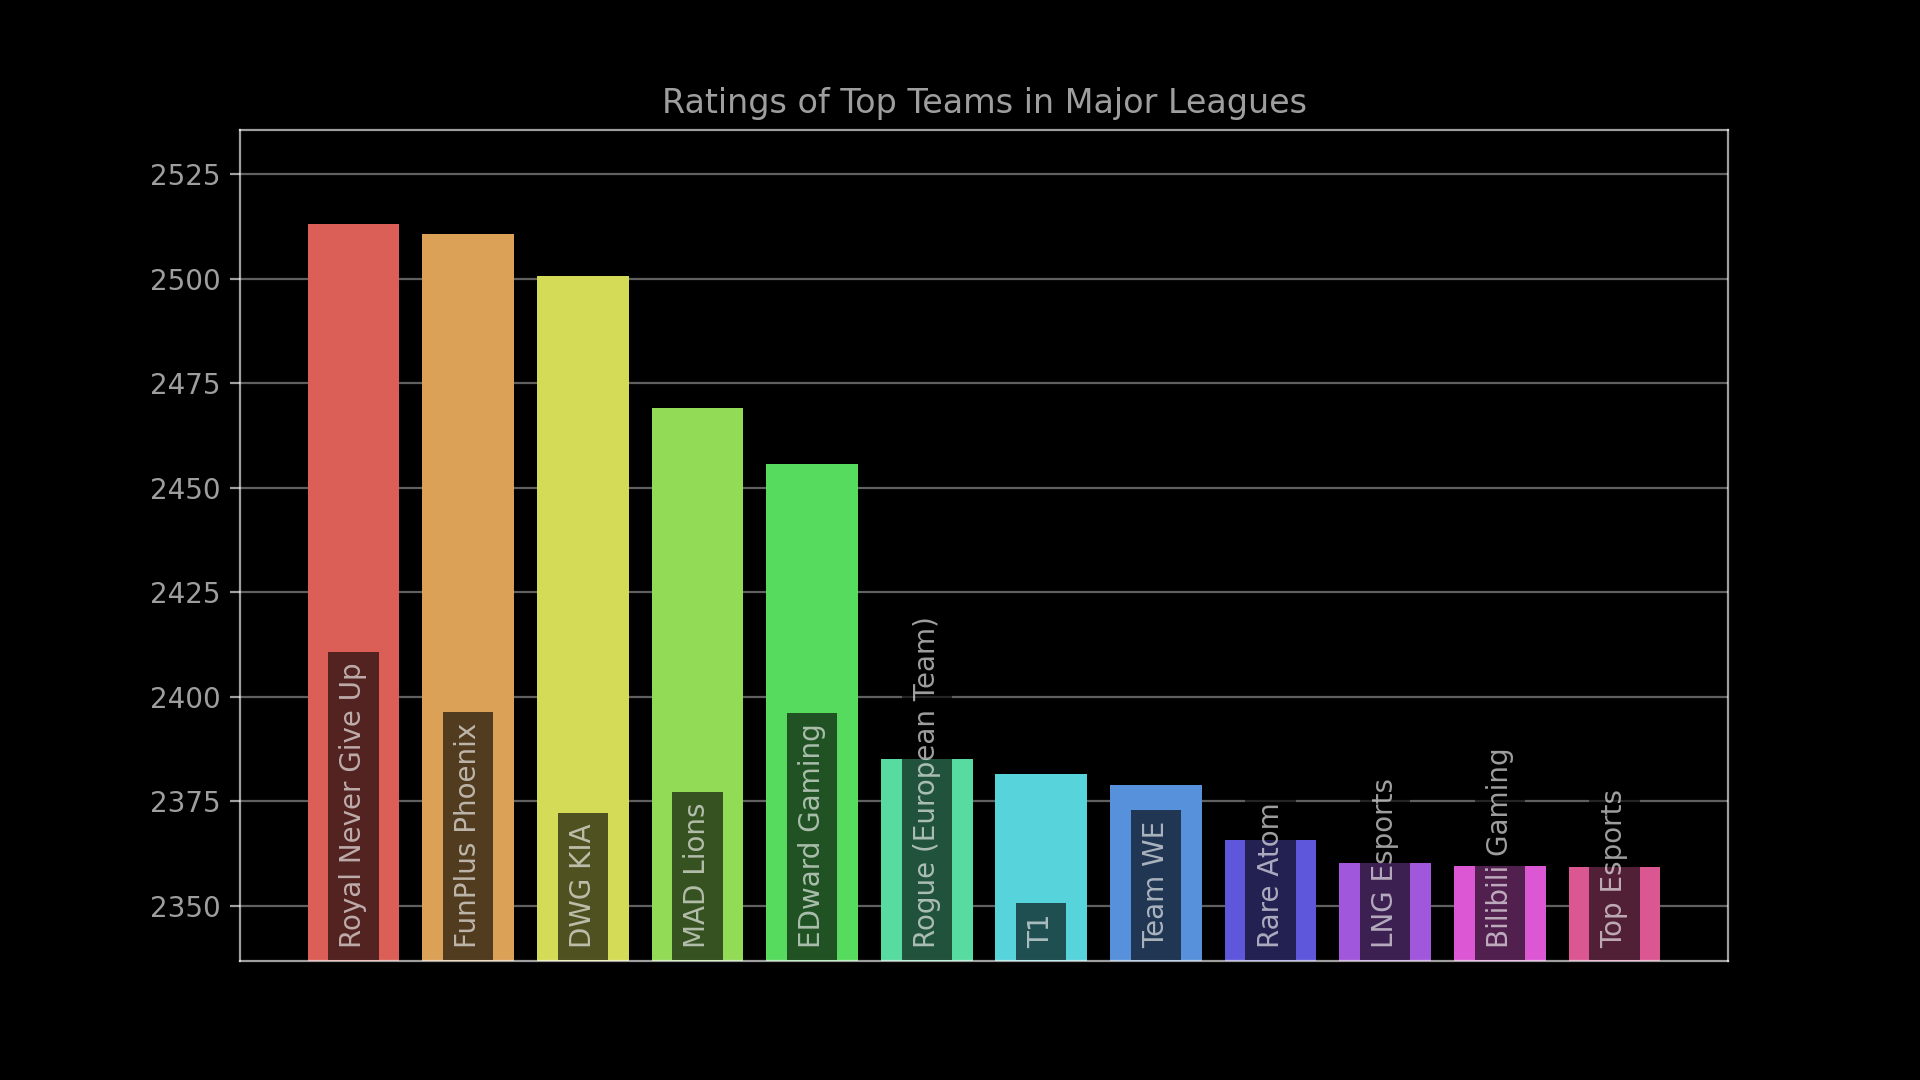 Ratings of Top Teams in Major Leagues
2525
2500
2475
2450
2425
2400
2375
2350
Royal Never Give Up
FunPlus Phoenix
DWG KIA
MAD Lions
EDward Gaming
Rogue (European Team)
T1
Team WE
Rare Atom
LNG Esports
Bilibili Gaming
Top Esports